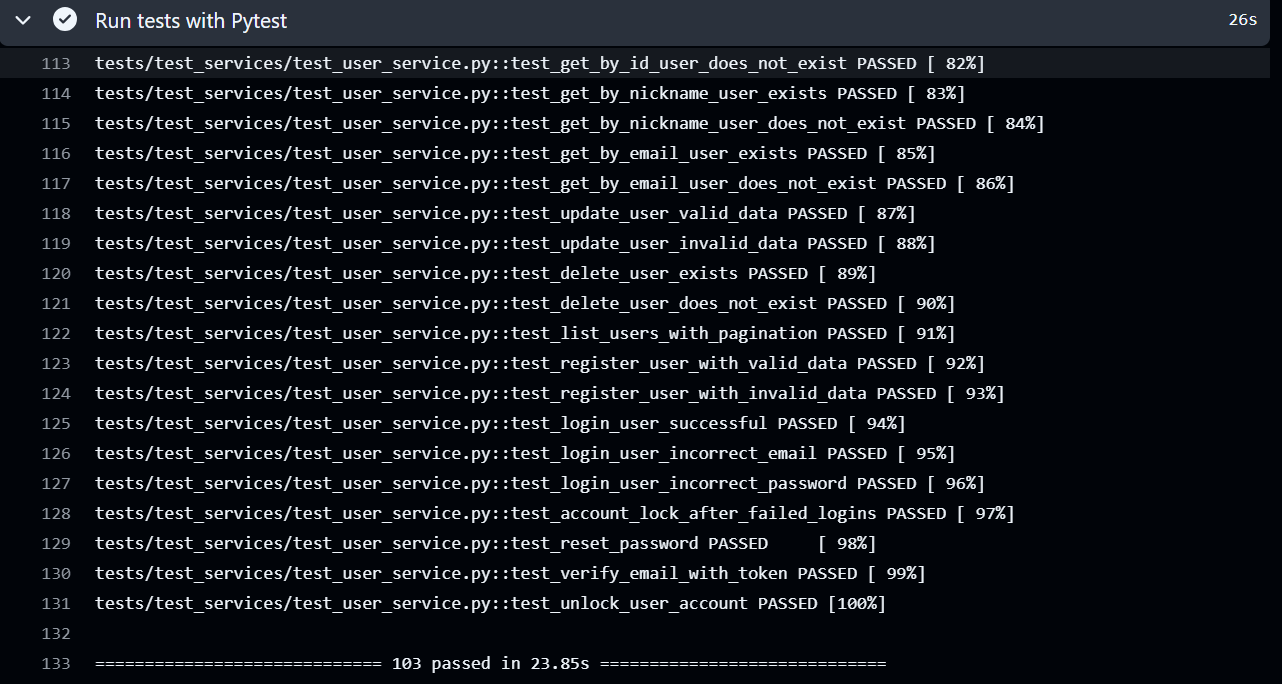 Run tests with Pytest 26s
113 tests/test_services/test_user_service.py::test_get_by_id_user_does_not_exist PASSED [ 82%]
114 tests/test_services/test_user_service.py::test_get_by_nickname_user_exists PASSED [ 83%]
115 tests/test_services/test_user_service.py::test_get_by_nickname_user_does_not_exist PASSED [ 84%]
116 tests/test_services/test_user_service.py::test_get_by_email_user_exists PASSED [ 85%]
117 tests/test_services/test_user_service.py::test_get_by_email_user_does_not_exist PASSED [ 86%]
118 tests/test_services/test_user_service.py::test_update_user_valid_data PASSED [ 87%]
119 tests/test_services/test_user_service.py::test_update_user_invalid_data PASSED [ 88%]
120 tests/test_services/test_user_service.py::test_delete_user_exists PASSED [ 89%]
121 tests/test_services/test_user_service.py::test_delete_user_does_not_exist PASSED [ 90%]
122 tests/test_services/test_user_service.py::test_list_users_with_pagination PASSED [ 91%]
123 tests/test_services/test_user_service.py::test_register_user_with_valid_data PASSED [ 92%]
124 tests/test_services/test_user_service.py::test_register_user_with_invalid_data PASSED [ 93%]
125 tests/test_services/test_user_service.py::test_login_user_successful PASSED [ 94%]
126 tests/test_services/test_user_service.py::test_login_user_incorrect_email PASSED [ 95%]
127 tests/test_services/test_user_service.py::test_login_user_incorrect_password PASSED [ 96%]
128 tests/test_services/test_user_service.py::test_account_lock_after_failed_logins PASSED [ 97%]
129 tests/test_services/test_user_service.py::test_reset_password PASSED     [ 98%]
130 tests/test_services/test_user_service.py::test_verify_email_with_token PASSED [ 99%]
131 tests/test_services/test_user_service.py::test_unlock_user_account PASSED [100%]
132
133 ============================= 103 passed in 23.85s =============================